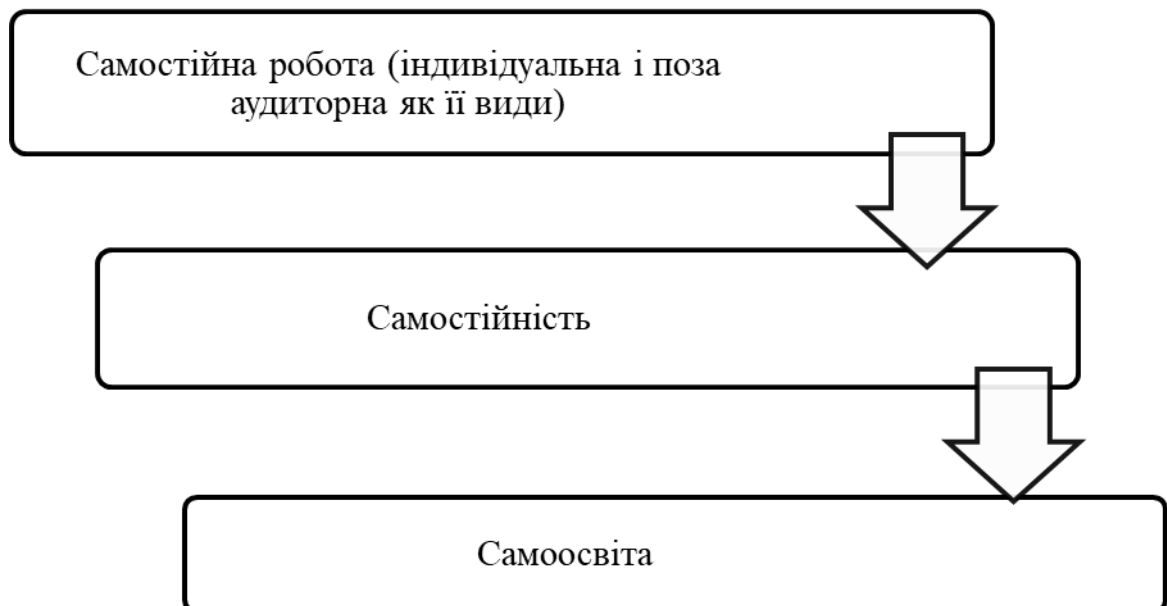 Самостійна робота (індивідуальна і поза
аудиторна як її види)
Самостійність
Самоосвіта